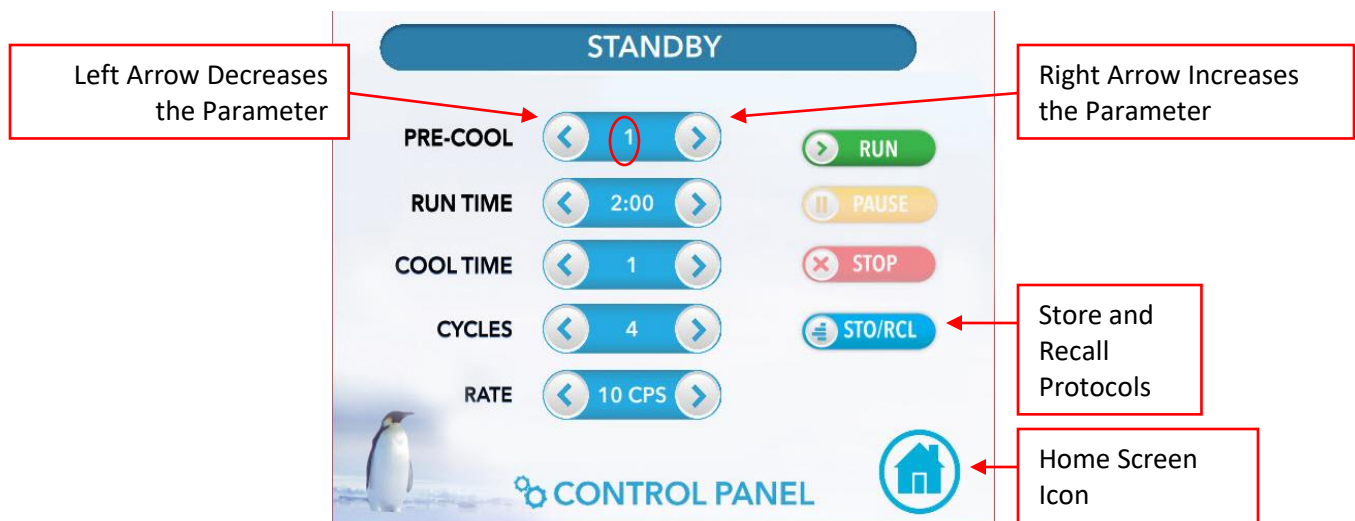 STANDBY
Left Arrow Decreases
the Parameter
Right Arrow Increases
the Parameter
PRE-COOL 1
RUN
RUN TIME 2:00
PAUSE
COOL TIME 1
STOP
CYCLES 4
STO/RCL
Store and
Recall
Protocols
RATE 10 CPS
Home Screen
Icon
CONTROL PANEL